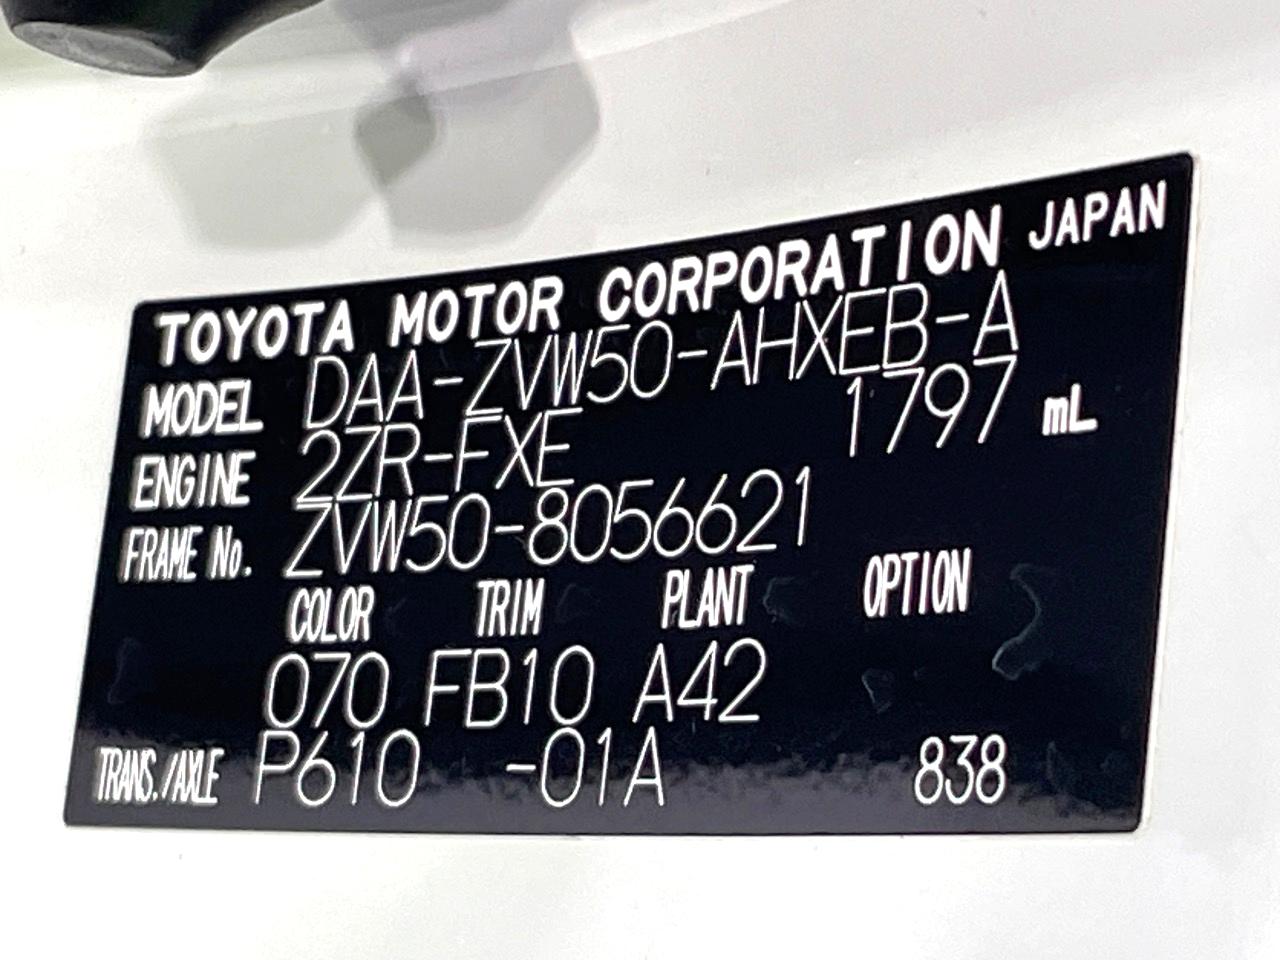 TOYOTA MOTOR CORPORATION JAPAN
MODEL DAA-ZVW50-AHXEB-A
ENGINE 2ZR-FXE 1797 mL
FRAME No. ZVW50-8056621
COLOR TRIM PLANT OPTION
070 FB10 A42
TRANS./AXLE P610 -01A 838